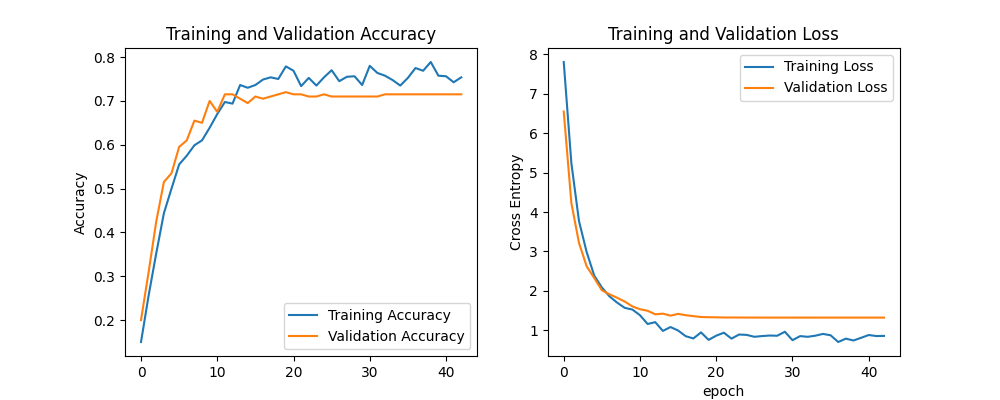 Training and Validation Accuracy
0.8
0.7
0.6
0.5
0.4
0.3
0.2
Accuracy
0 10 20 30 40
Training Accuracy
Validation Accuracy
Training and Validation Loss
8
7
6
5
4
3
2
1
Cross Entropy
0 10 20 30 40
epoch
Training Loss
Validation Loss